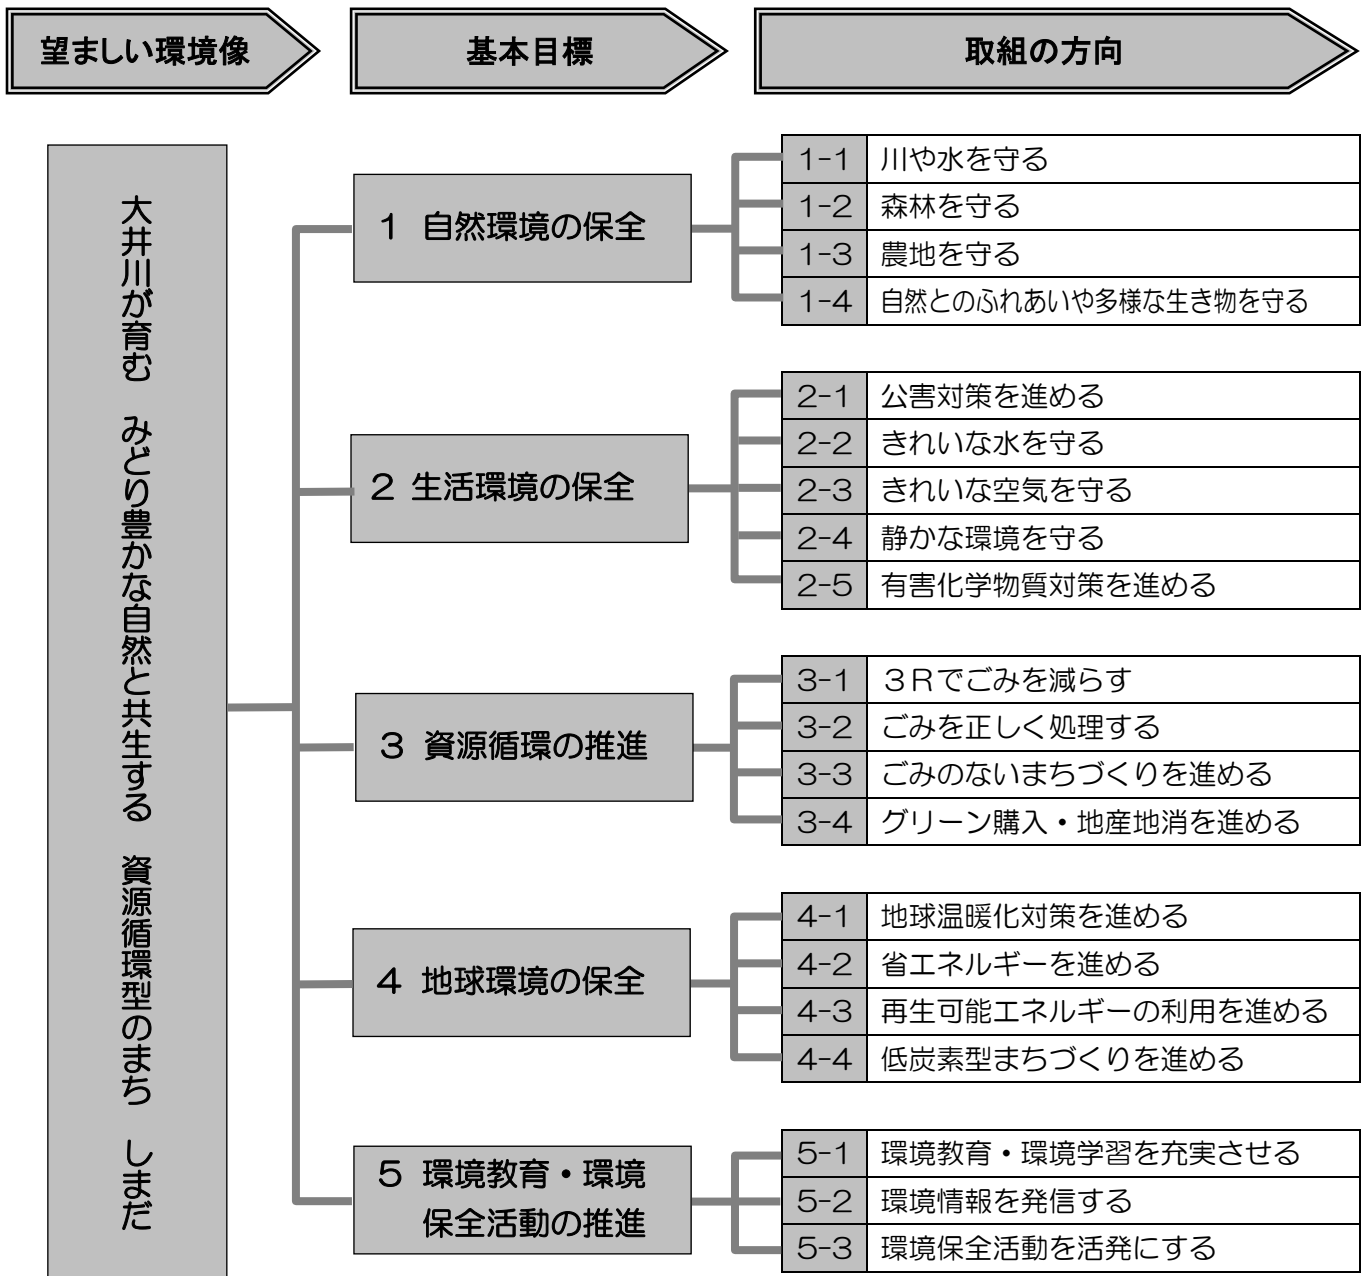 望ましい環境像
基本目標
取組の方向
大井川が育む　みどり豊かな自然と共生する　資源循環型のまち　しまだ
1 自然環境の保全
1-1 川や水を守る
1-2 森林を守る
1-3 農地を守る
1-4 自然とのふれあいや多様な生き物を守る
2 生活環境の保全
2-1 公害対策を進める
2-2 きれいな水を守る
2-3 きれいな空気を守る
2-4 静かな環境を守る
2-5 有害化学物質対策を進める
3 資源循環の推進
3-1 ３Ｒでごみを減らす
3-2 ごみを正しく処理する
3-3 ごみのないまちづくりを進める
3-4 グリーン購入・地産地消を進める
4 地球環境の保全
4-1 地球温暖化対策を進める
4-2 省エネルギーを進める
4-3 再生可能エネルギーの利用を進める
4-4 低炭素型まちづくりを進める
5 環境教育・環境
保全活動の推進
5-1 環境教育・環境学習を充実させる
5-2 環境情報を発信する
5-3 環境保全活動を活発にする